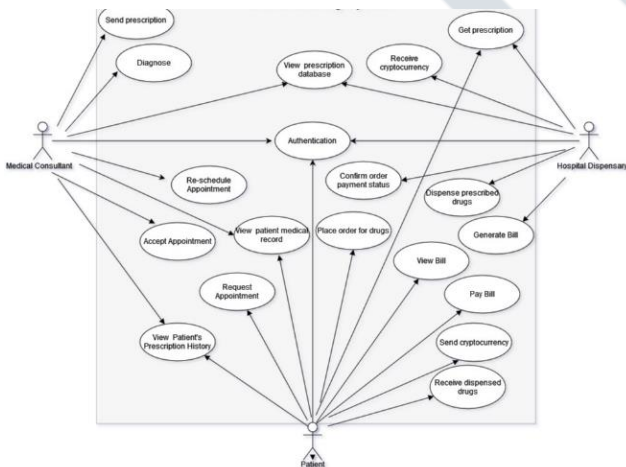 Send prescription
Get prescription
Diagnose
View prescription
database
Receive
cryptocurrency
Authentication
Medical Consultant
Hospital Dispensary
Re-schedule
Appointment
Confirm order
payment status
Dispense prescribed
drugs
Accept Appointment
View patient medical
record
Place order for drugs
Generate Bill
View Bill
Request
Appointment
Pay Bill
View Patient's
Prescription History
Send cryptocurrency
Receive dispensed
drugs
Patient